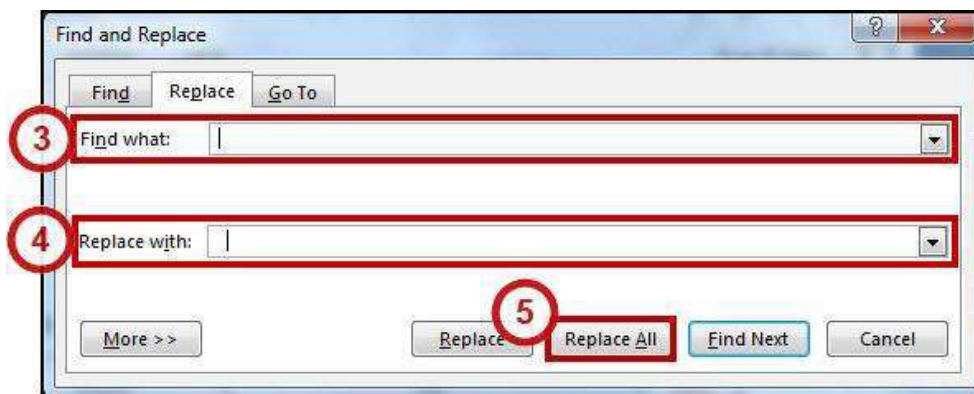 Find and Replace
Find Replace Go To
3 Find what:
4 Replace with:
5
More >> Replace Replace All Find Next Cancel